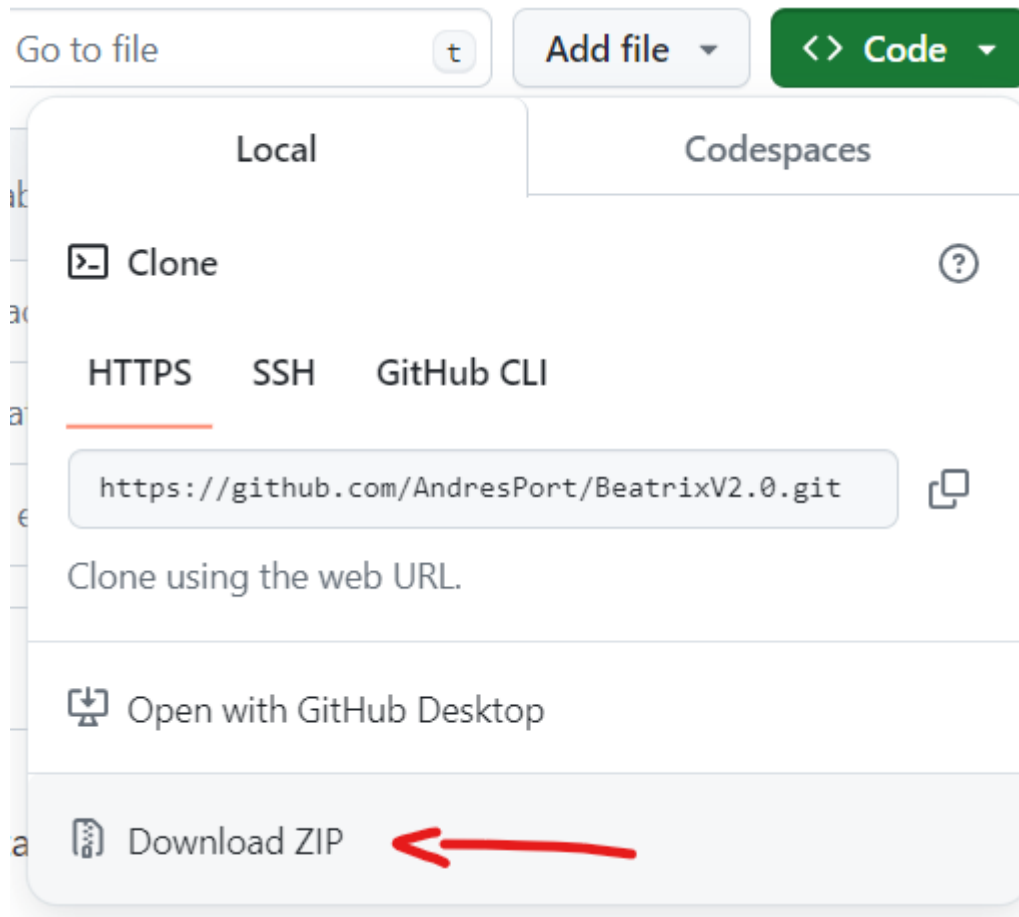 Go to file t Add file Code
Local Codespaces
Clone
HTTPS SSH GitHub CLI
https://github.com/AndresPort/BeatrixV2.0.git
Clone using the web URL.
Open with GitHub Desktop
Download ZIP